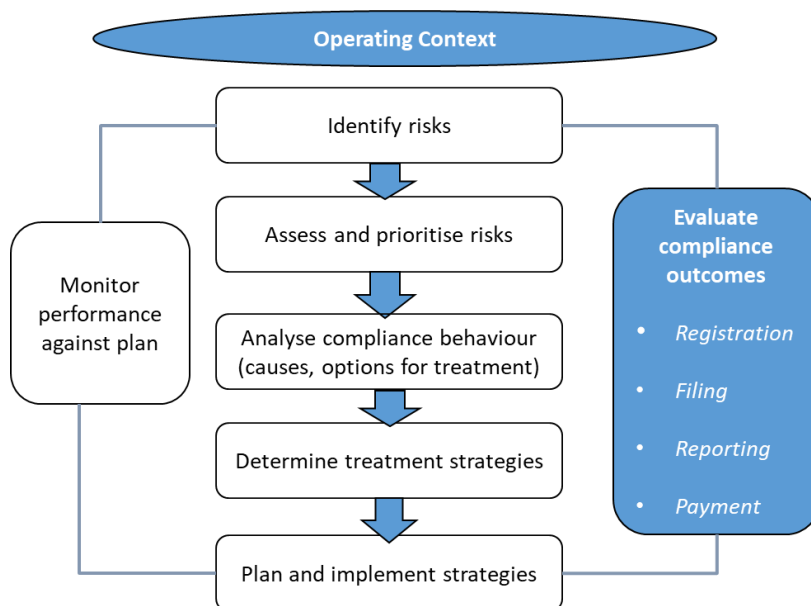 Operating Context
Identify risks
Assess and prioritise risks
Analyse compliance behaviour
(causes, options for treatment)
Determine treatment strategies
Plan and implement strategies
Monitor
performance
against plan
Evaluate
compliance
outcomes
• Registration
• Filing
• Reporting
• Payment